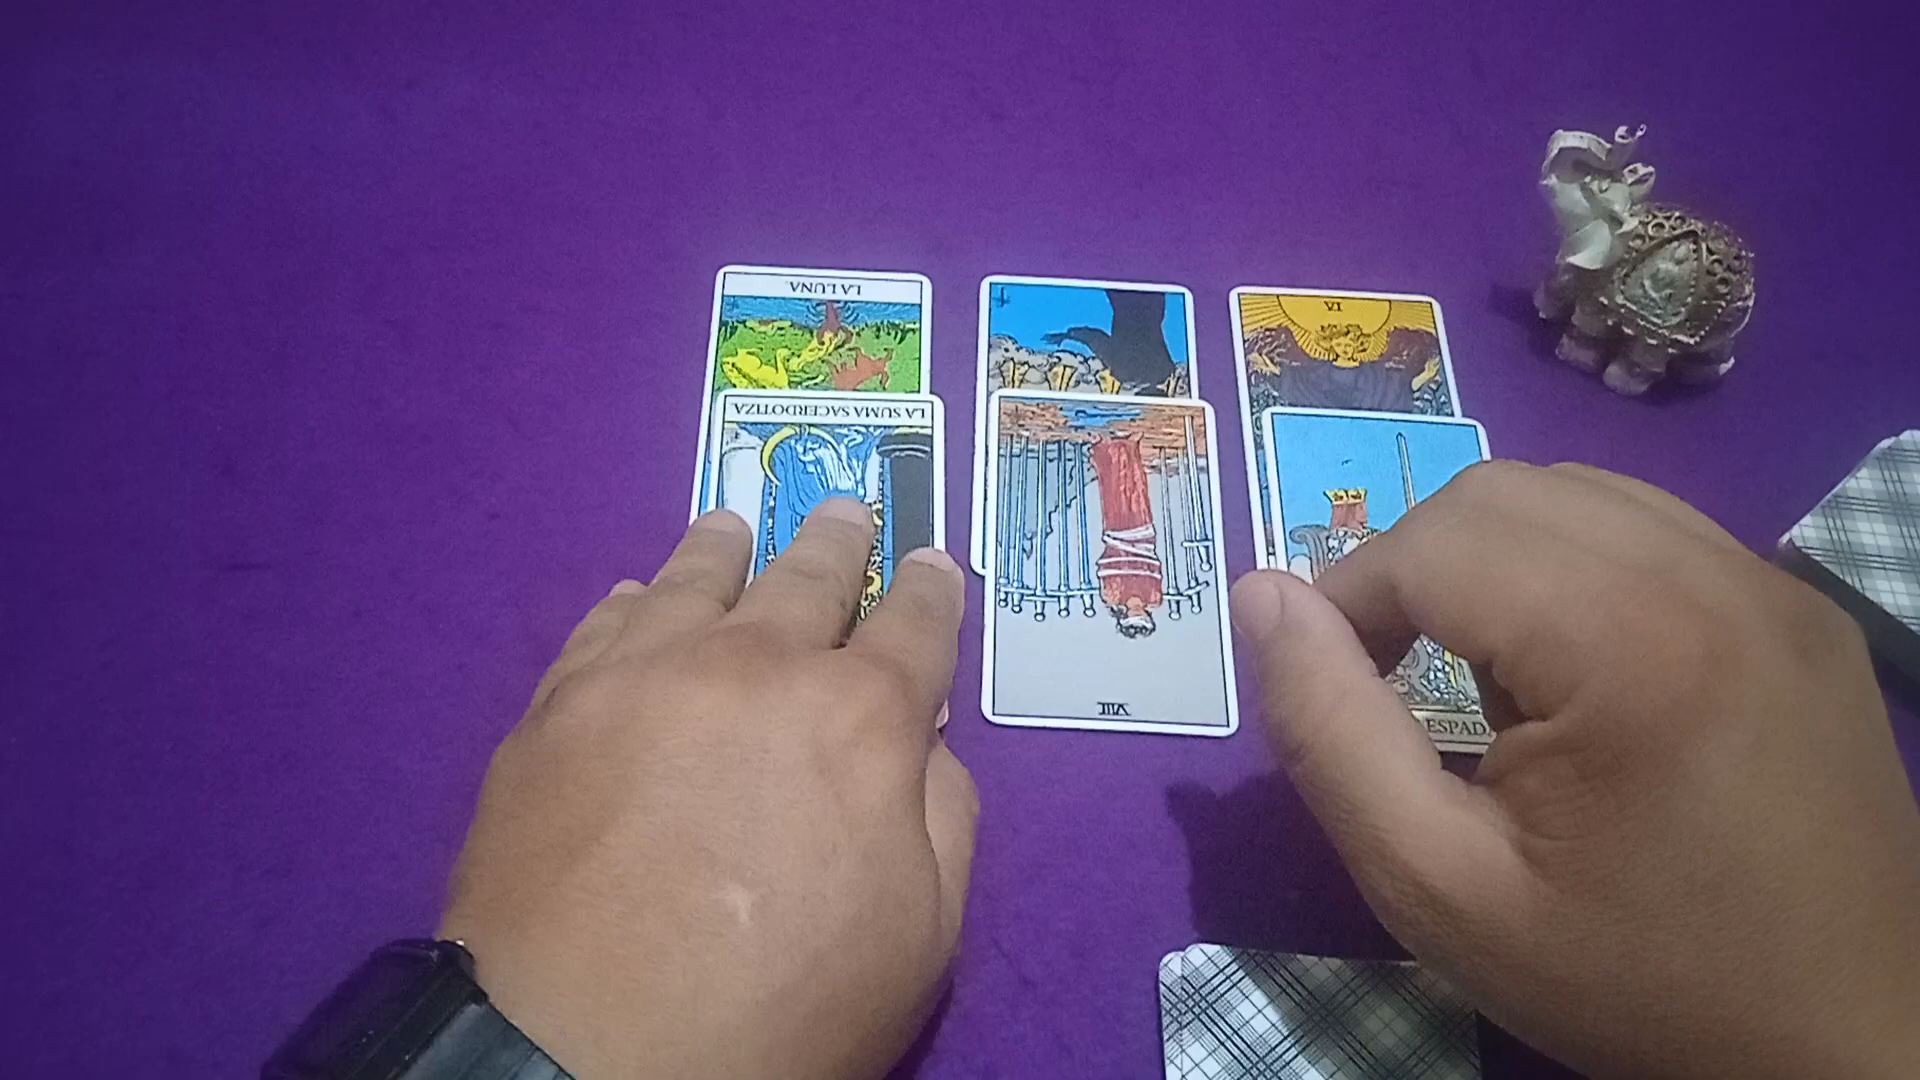 LA LUNA.
VI
LA SUMA SACERDOTIZA
VIII
ESPAD